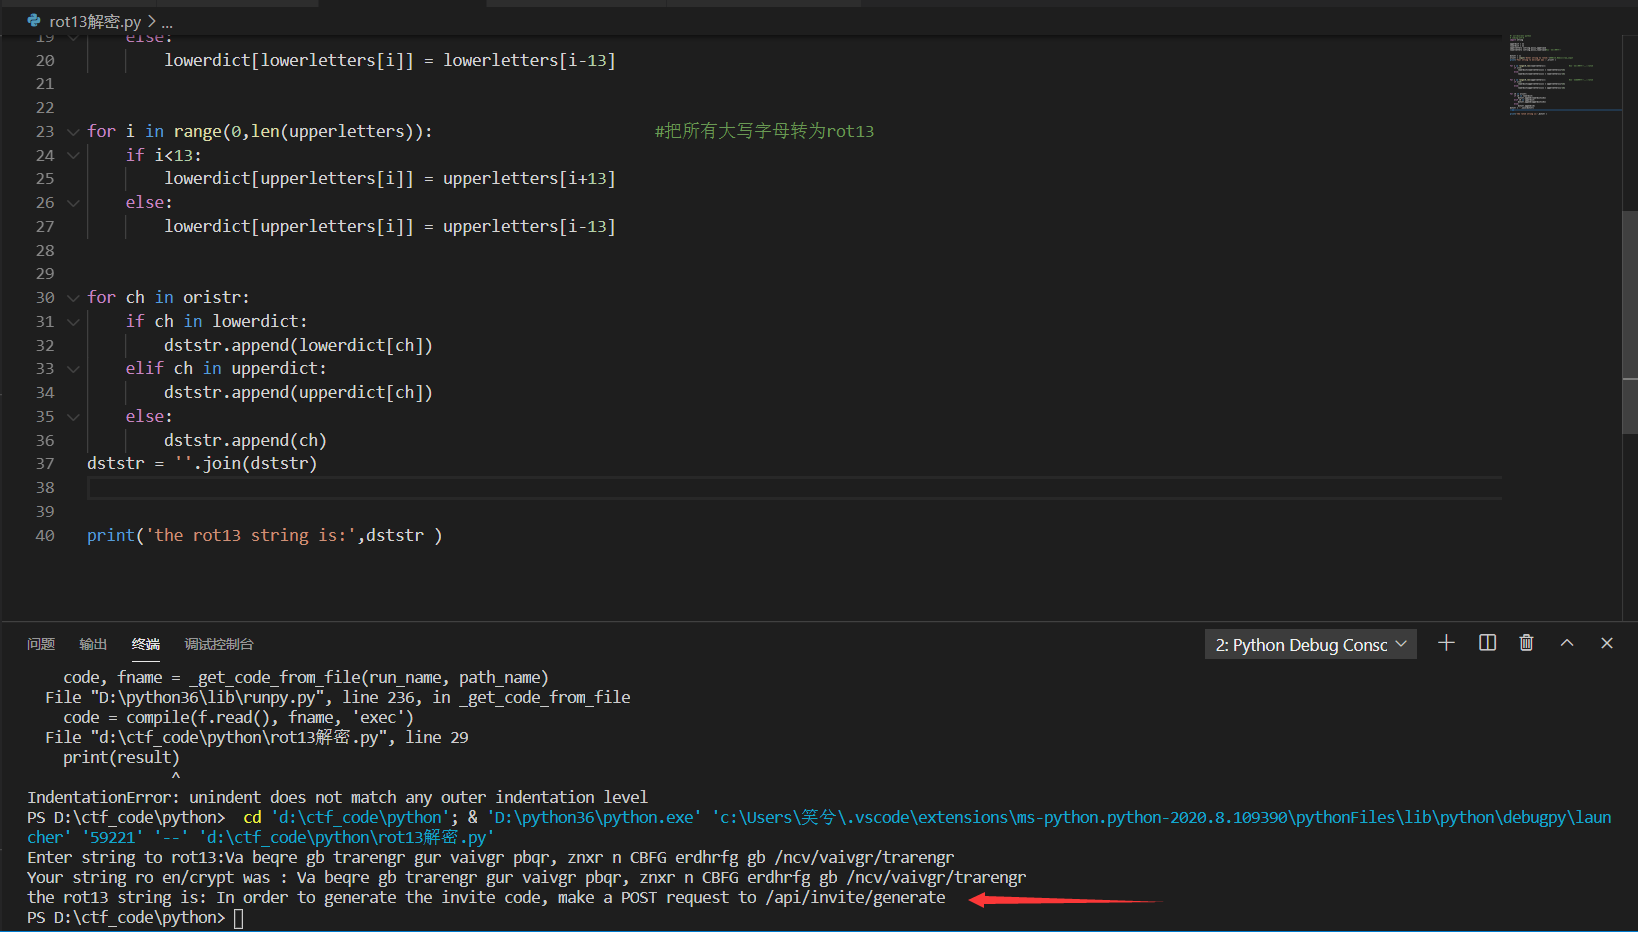 rot13解密.py > ...
19 else:
20 lowerdict[lowerletters[i]] = lowerletters[i-13]
21
22
23 for i in range(0,len(upperletters)): #把所有大写字母转为rot13
24 if i<13:
25 lowerdict[upperletters[i]] = upperletters[i+13]
26 else:
27 lowerdict[upperletters[i]] = upperletters[i-13]
28
29
30 for ch in oristr:
31 if ch in lowerdict:
32 dststr.append(lowerdict[ch])
33 elif ch in upperdict:
34 dststr.append(upperdict[ch])
35 else:
36 dststr.append(ch)
37 dststr = ''.join(dststr)
38
39
40 print('the rot13 string is:',dststr )
问题 输出 终端 调试控制台 2: Python Debug Consc
code, fname = _get_code_from_file(run_name, path_name)
File "D:\python36\lib\runpy.py", line 236, in _get_code_from_file
code = compile(f.read(), fname, 'exec')
File "d:\ctf_code\python\rot13解密.py", line 29
print(result)
^
IndentationError: unindent does not match any outer indentation level
PS D:\ctf_code\python> cd 'd:\ctf_code\python'; & 'D:\python36\python.exe' 'c:\Users\笑兮\.vscode\extensions\ms-python.python-2020.8.109390\pythonFiles\lib\python\debugpy\laun
cher' '59221' '--' 'd:\ctf_code\python\rot13解密.py'
Enter string to rot13:Va beqre gb trarengr gur vaivgr pbqr, znxr n CBFG erdhrfg gb /ncv/vaivgr/trarengr
Your string ro en/crypt was : Va beqre gb trarengr gur vaivgr pbqr, znxr n CBFG erdhrfg gb /ncv/vaivgr/trarengr
the rot13 string is: In order to generate the invite code, make a POST request to /api/invite/generate
PS D:\ctf_code\python>